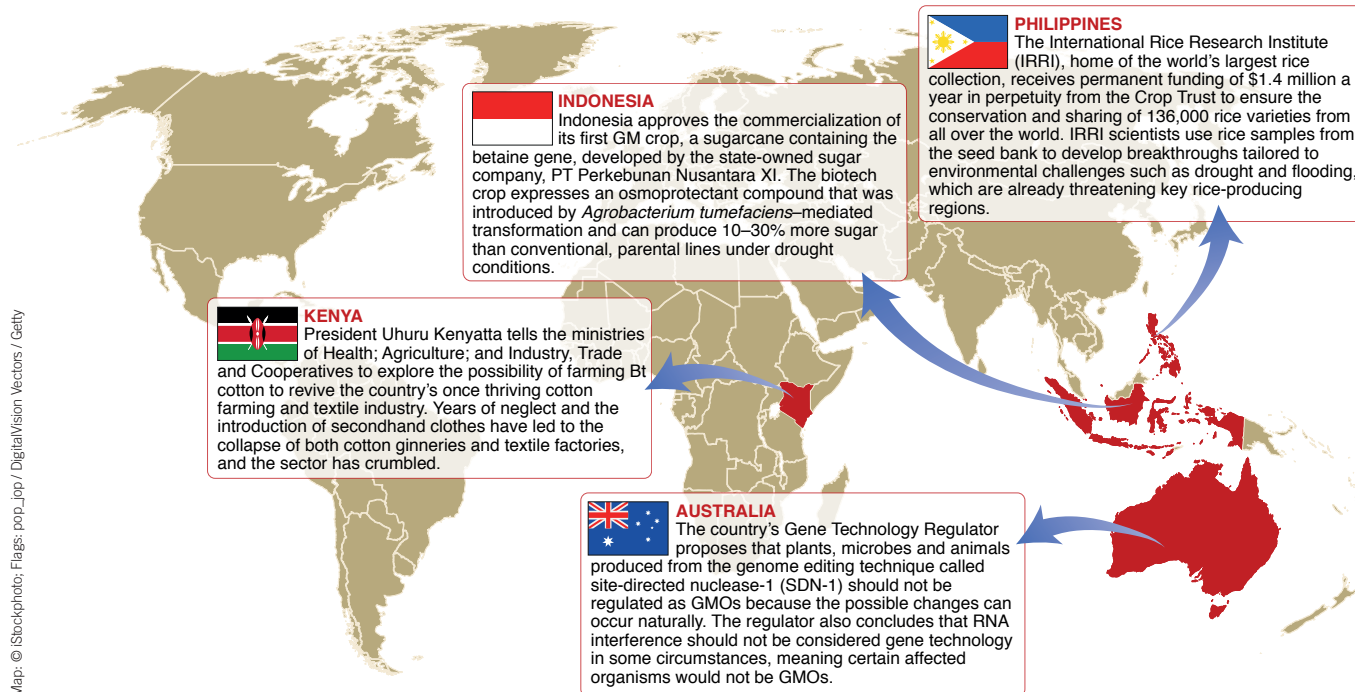 PHILIPPINES
The International Rice Research Institute
(IRRI), home of the world's largest rice
collection, receives permanent funding of $1.4 million a
year in perpetuity from the Crop Trust to ensure the
conservation and sharing of 136,000 rice varieties from
all over the world. IRRI scientists use rice samples from
the seed bank to develop breakthroughs tailored to
environmental challenges such as drought and flooding,
which are already threatening key rice-producing
regions.
INDONESIA
Indonesia approves the commercialization of
its first GM crop, a sugarcane containing the
betaine gene, developed by the state-owned sugar
company, PT Perkebunan Nusantara XI. The biotech
crop expresses an osmoprotectant compound that was
introduced by Agrobacterium tumefaciens–mediated
transformation and can produce 10–30% more sugar
than conventional, parental lines under drought
conditions.
KENYA
President Uhuru Kenyatta tells the ministries
of Health; Agriculture; and Industry, Trade
and Cooperatives to explore the possibility of farming Bt
cotton to revive the country's once thriving cotton
farming and textile industry. Years of neglect and the
introduction of secondhand clothes have led to the
collapse of both cotton ginneries and textile factories,
and the sector has crumbled.
AUSTRALIA
The country's Gene Technology Regulator
proposes that plants, microbes and animals
produced from the genome editing technique called
site-directed nuclease-1 (SDN-1) should not be
regulated as GMOs because the possible changes can
occur naturally. The regulator also concludes that RNA
interference should not be considered gene technology
in some circumstances, meaning certain affected
organisms would not be GMOs.
Map: © iStockphoto; Flags: pop_jop / DigitalVision Vectors / Getty